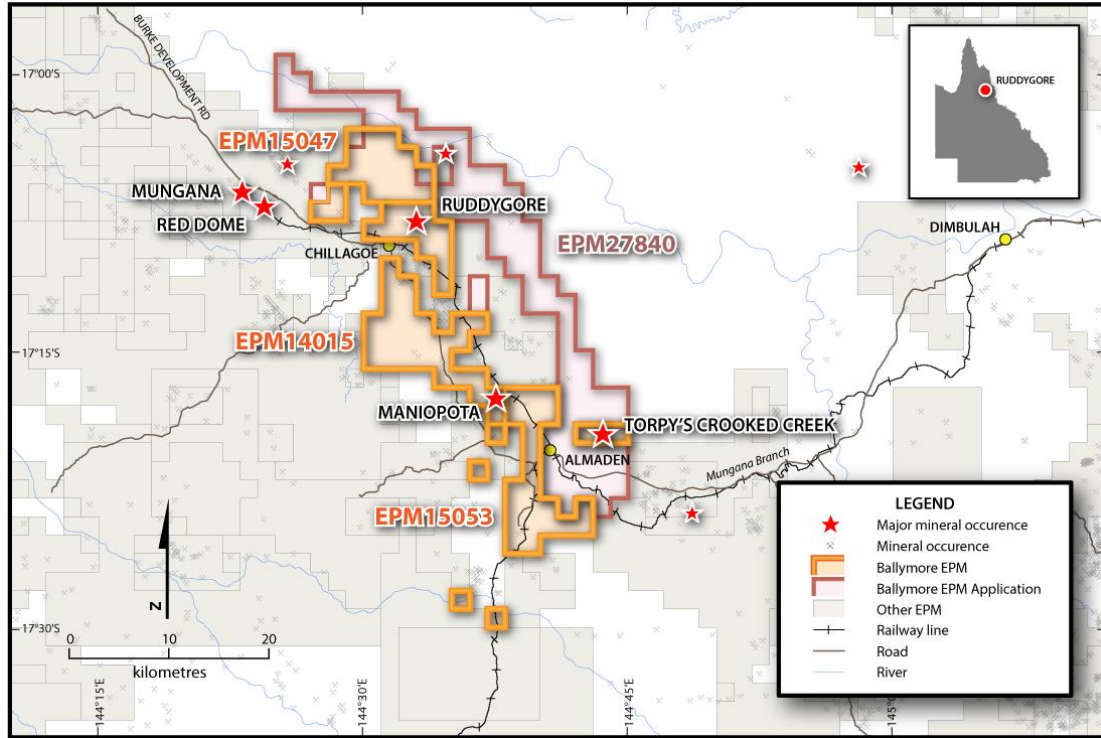 17°00'S
BURKE DEVELOPMENT RD
RUDDYGORE
EPM15047
MUNGANA
RED DOME
RUDDYGORE
DIMBULAH
CHILLAGOE
EPM27840
EPM14015
17°15'S
MANIOPOTA
TORPY'S CROOKED CREEK
ALMADEN
Mungana Branch
EPM15053
LEGEND
Major mineral occurence
Mineral occurence
Ballymore EPM
Ballymore EPM Application
Other EPM
Railway line
Road
River
N
17°30'S
0 10 20
kilometres
144°15'E
144°30'E
144°45'E